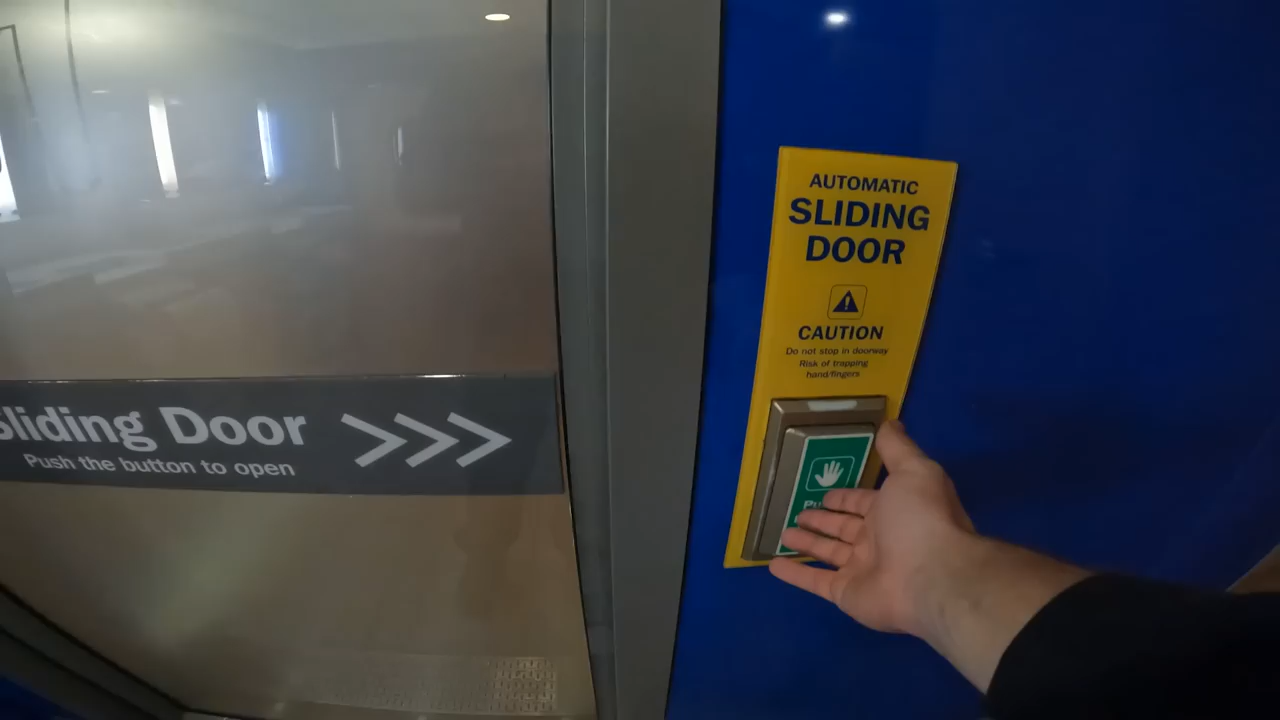 Sliding Door
Push the button to open
AUTOMATIC
SLIDING
DOOR
CAUTION
Do not stop in doorway
Risk of trapping
hand/fingers